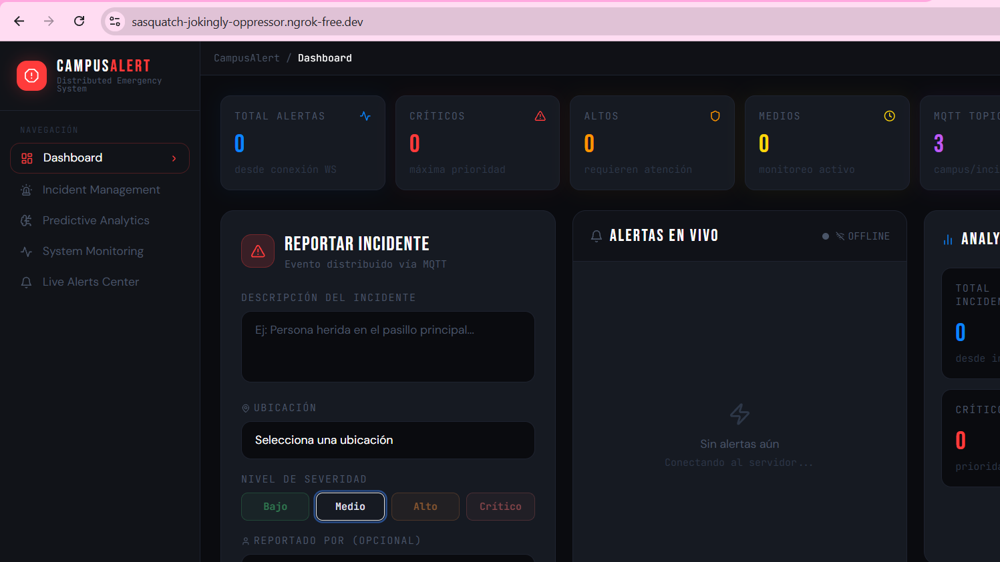 sasquatch-jokingly-oppressor.ngrok-free.dev
CAMPUSALERT
Distributed Emergency
System
NAVEGACIÓN
Dashboard
Incident Management
Predictive Analytics
System Monitoring
Live Alerts Center
CampusAlert / Dashboard
TOTAL ALERTAS
0
desde conexión WS
CRÍTICOS
0
máxima prioridad
ALTOS
0
requieren atención
MEDIOS
0
monitoreo activo
MQTT TOPIC
3
campus/inci
REPORTAR INCIDENTE
Evento distribuido vía MQTT
DESCRIPCIÓN DEL INCIDENTE
Ej: Persona herida en el pasillo principal...
UBICACIÓN
Selecciona una ubicación
NIVEL DE SEVERIDAD
Bajo
Medio
Alto
Crítico
REPORTADO POR (OPCIONAL)
ALERTAS EN VIVO
OFFLINE
Sin alertas aún
Conectando al servidor...
ANALY
TOTAL
INCIDEN
0
desde in
CRÍTICO
0
priorida